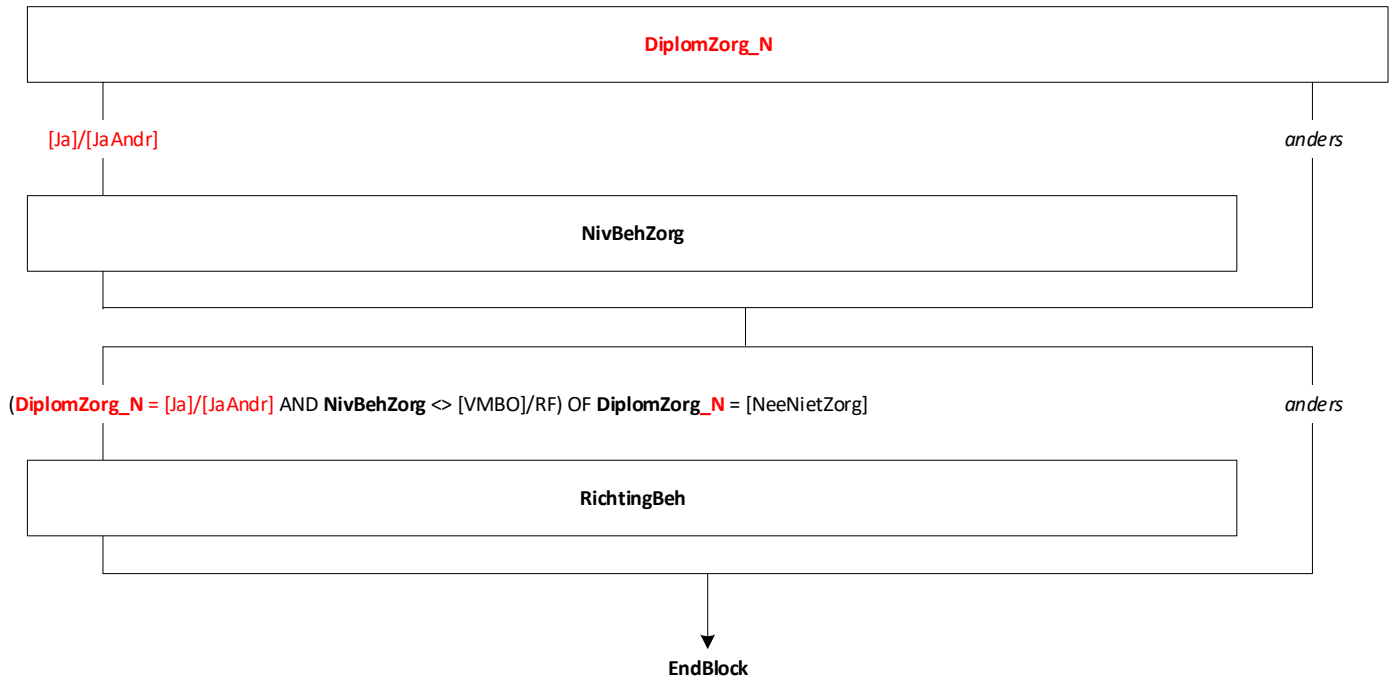 DiplomZorg_N
[Ja]/[JaAndr]
anders
NivBehZorg
(DiplomZorg_N = [Ja]/[JaAndr] AND NivBehZorg <> [VMBO]/RF) OF DiplomZorg_N = [NeeNietZorg]
anders
RichtingBeh
EndBlock